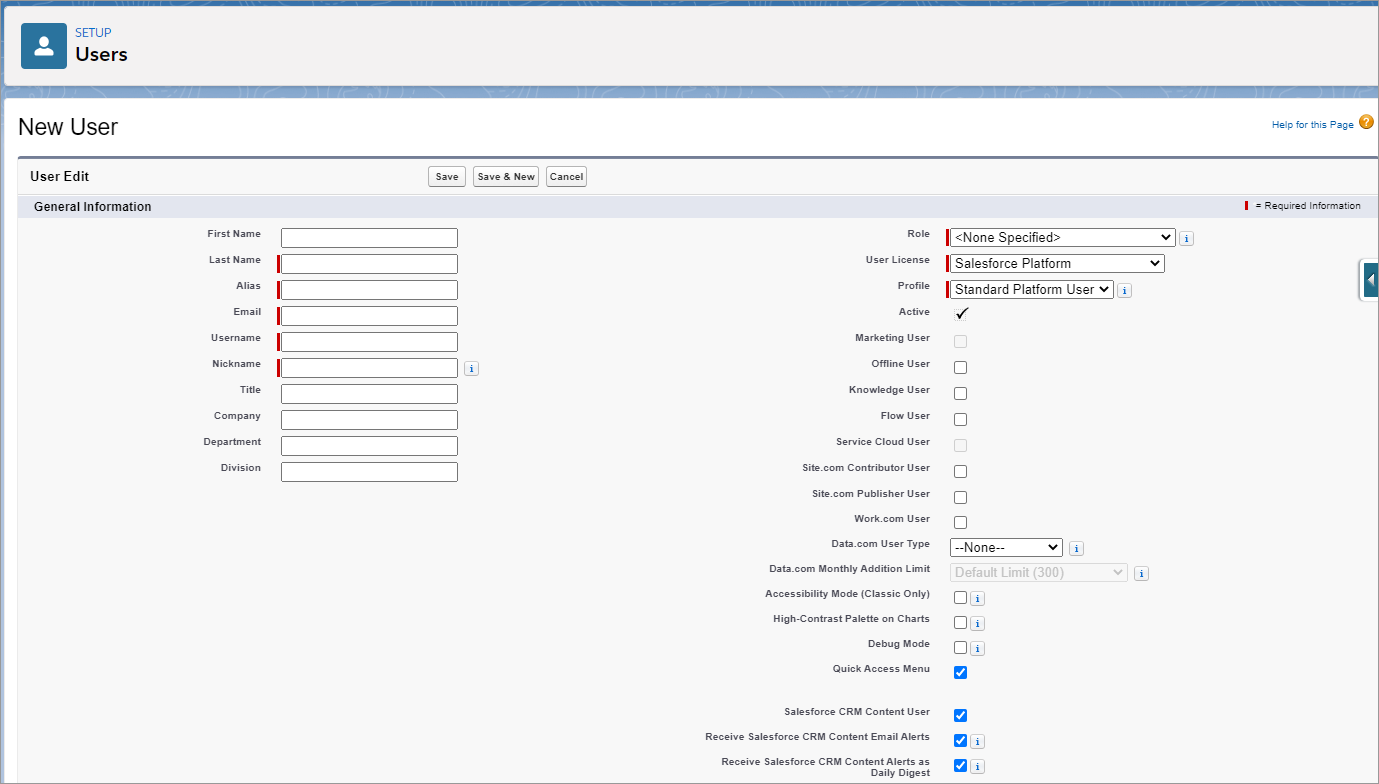 SETUP
Users
New User
Help for this Page ?
User Edit
Save
Save & New
Cancel
General Information
= Required Information
First Name
Last Name
Alias
Email
Username
Nickname i
Title
Company
Department
Division
Role <None Specified> i
User License Salesforce Platform
Profile Standard Platform User i
Active
Marketing User
Offline User
Knowledge User
Flow User
Service Cloud User
Site.com Contributor User
Site.com Publisher User
Work.com User
Data.com User Type --None-- i
Data.com Monthly Addition Limit Default Limit (300) i
Accessibility Mode (Classic Only) i
High-Contrast Palette on Charts i
Debug Mode i
Quick Access Menu
Salesforce CRM Content User
Receive Salesforce CRM Content Email Alerts i
Receive Salesforce CRM Content Alerts as i
Daily Digest